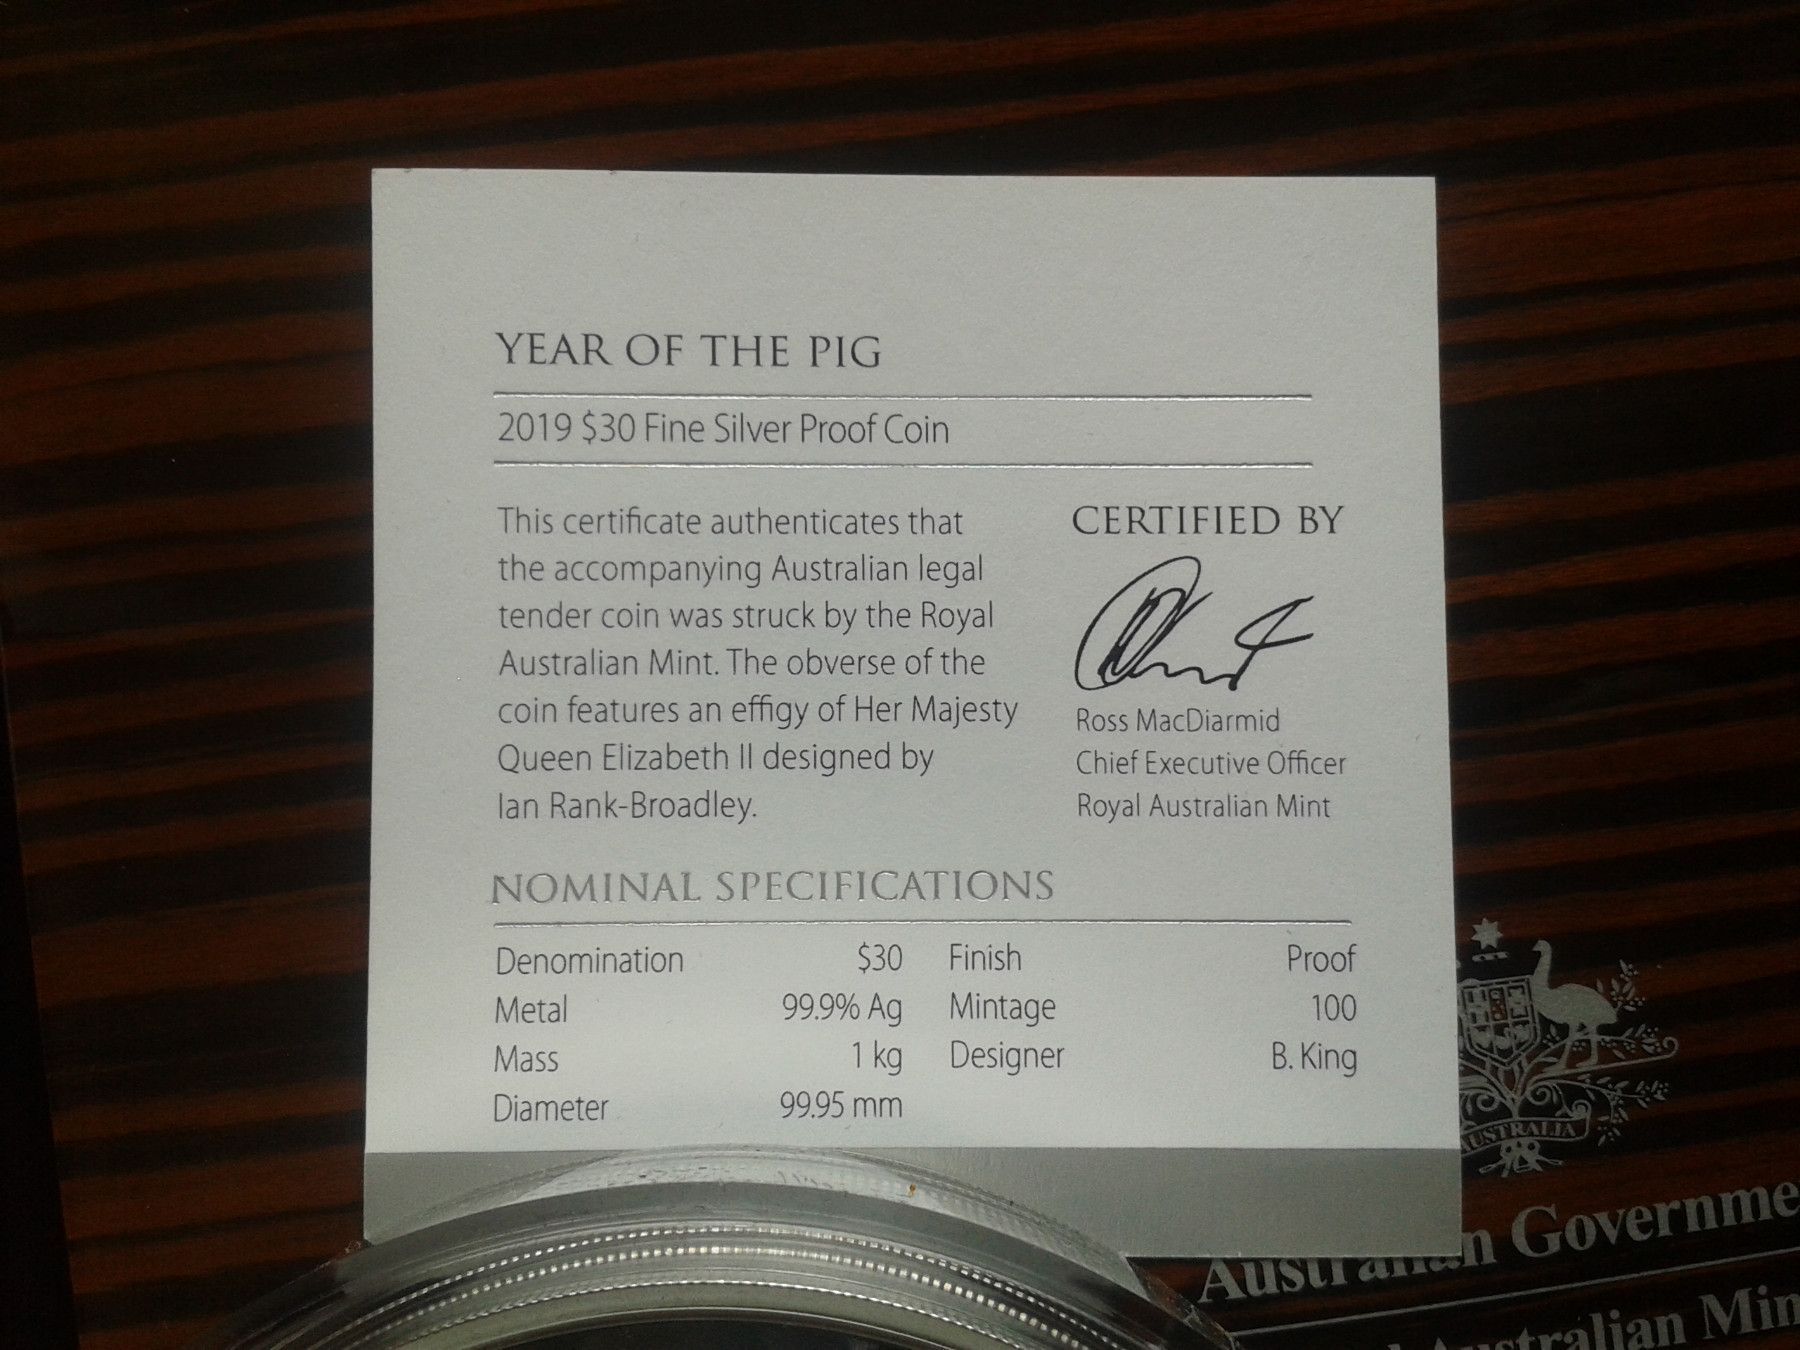 YEAR OF THE PIG
2019 $30 Fine Silver Proof Coin
This certificate authenticates that
the accompanying Australian legal
tender coin was struck by the Royal
Australian Mint. The obverse of the
coin features an effigy of Her Majesty
Queen Elizabeth II designed by
Ian Rank-Broadley.
CERTIFIED BY
Ross MacDiarmid
Chief Executive Officer
Royal Australian Mint
NOMINAL SPECIFICATIONS
Denomination $30 Finish Proof
Metal 99.9% Ag Mintage 100
Mass 1 kg Designer B. King
Diameter 99.95 mm
AUSTRALIA
Australian Governme
Australian Min